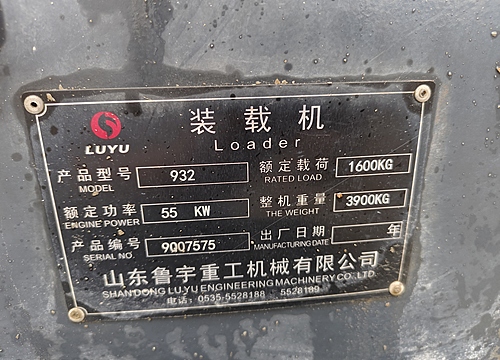 装载机
LUYU
Loader
产品型号 932 额定载荷 1600KG
MODEL RATED LOAD
额定功率 55 KW 整机重量 3900KG
ENGINE POWER THE WEIGHT
产品编号 9QQ7575 出厂日期 年
SERIAL NO. MANUFACTURING DATE
山东鲁宇重工机械有限公司
SHANDONG LU.YU ENGINEERING MACHINERY CO., LTD.
电话: 0535-5528188 5528189